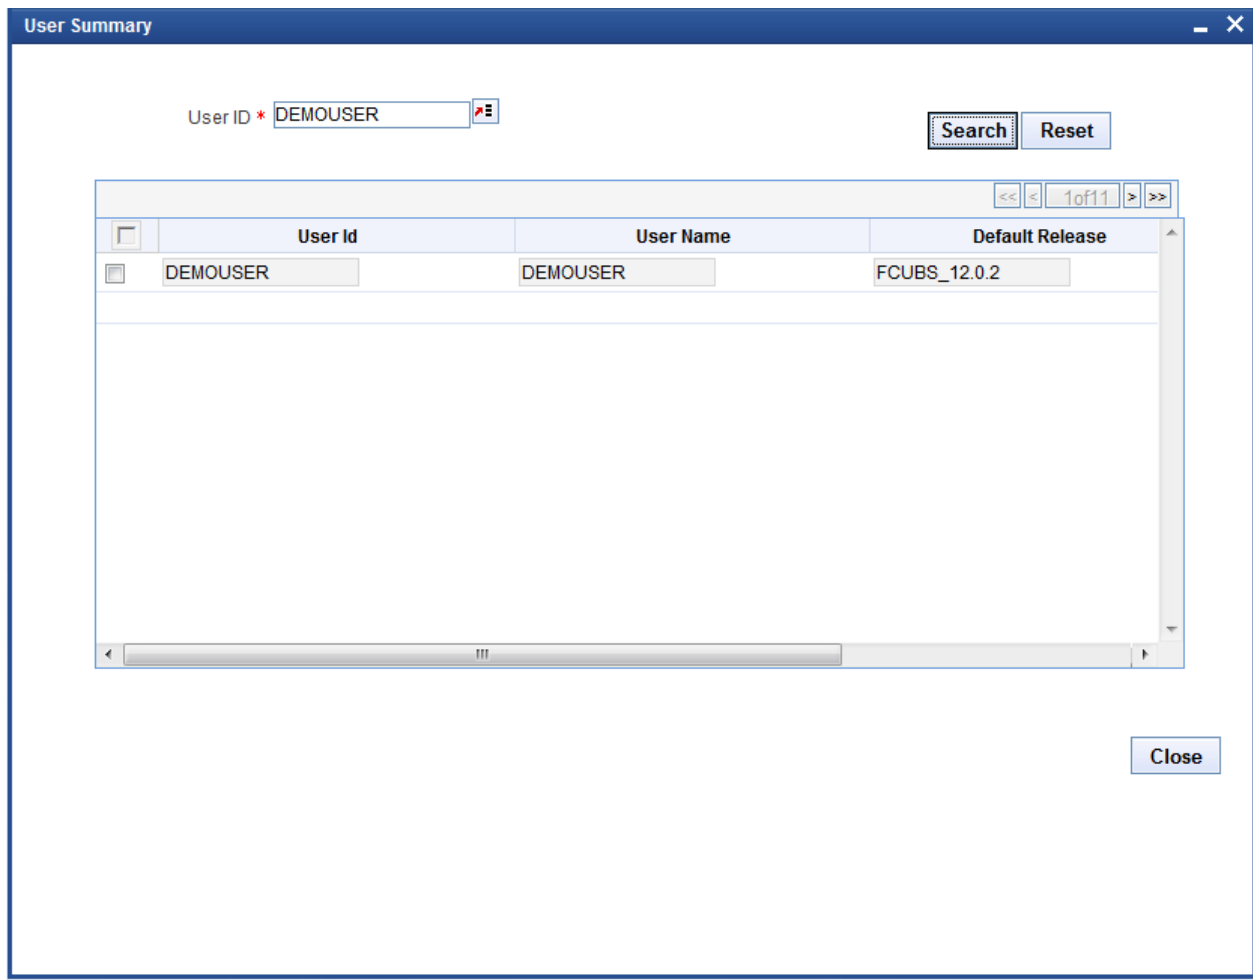 User Summary
User ID * DEMOUSER
Search Reset
<< < 1of11 > >>
User Id User Name Default Release
DEMOUSER DEMOUSER FCUBS_12.0.2
Close